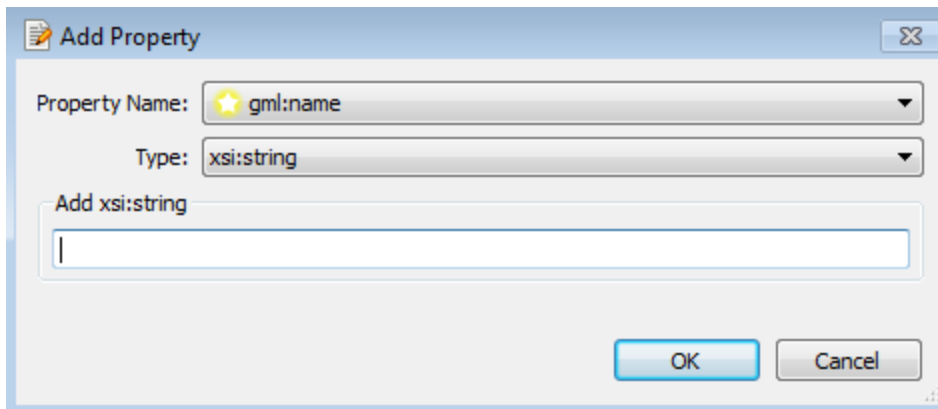 Add Property
Property Name: gml:name
Type: xsi:string
Add xsi:string
OK Cancel